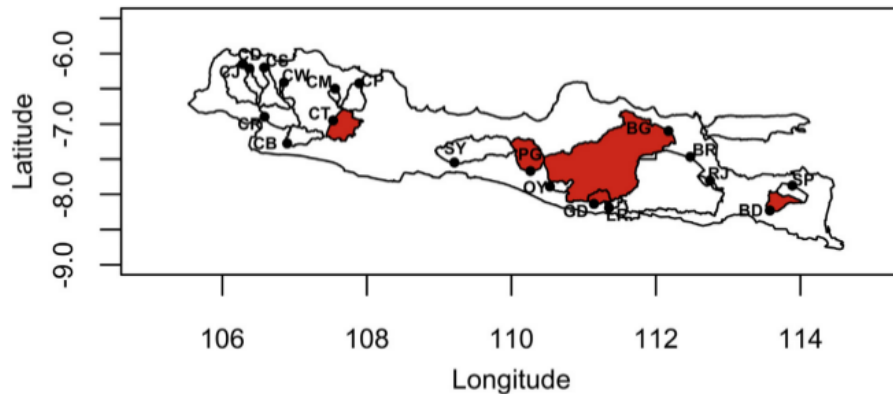 -6.0
-7.0
-8.0
-9.0
Latitude
CD
CS
CJ
CW
CM
CP
CT
CR
CB
SY
PG
BG
BR
OY
RJ
SP
GD
BD
106
108
110
112
114
Longitude